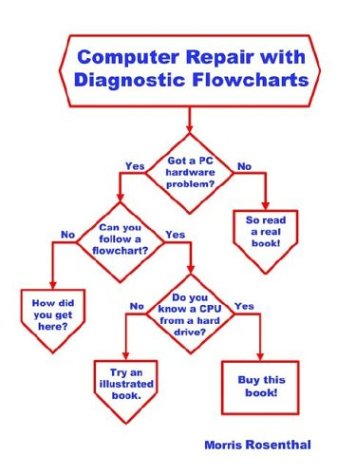 Computer Repair with
Diagnostic Flowcharts
Got a PC
hardware
problem?
Yes
No
Can you
follow a
flowchart?
So read
a real
book!
No
Yes
How did
you get
here?
Do you
know a CPU
from a hard
drive?
No
Yes
Try an
illustrated
book.
Buy this
book!
Morris Rosenthal